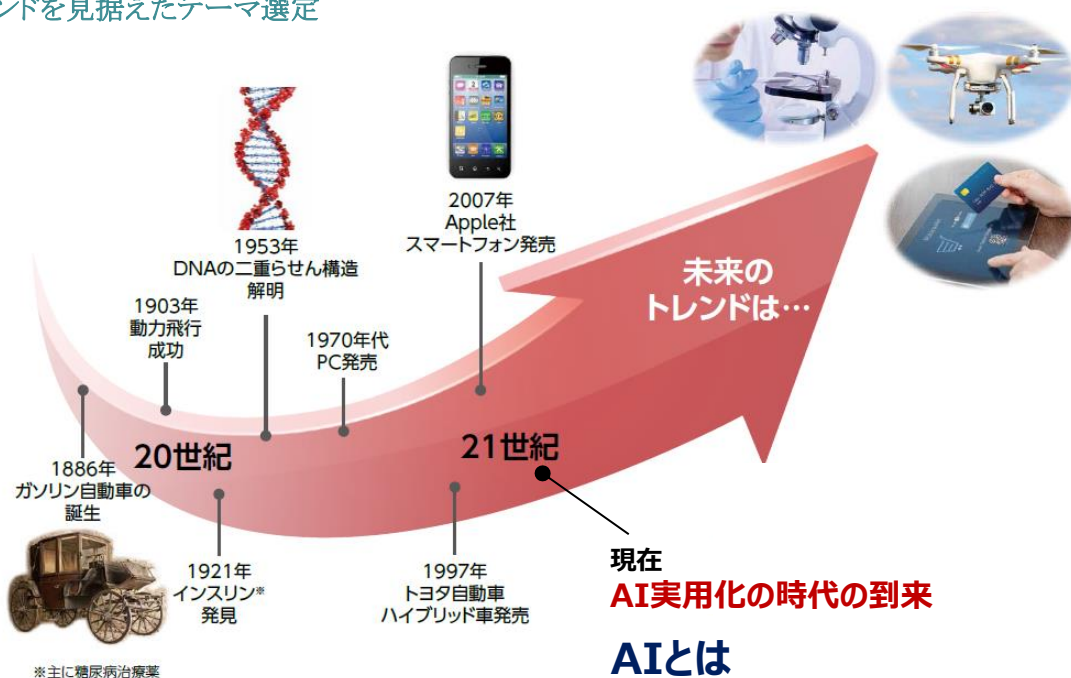 ンドを見据えたテーマ選定
1953年
DNAの二重らせん構造
解明
2007年
Apple社
スマートフォン発売
1903年
動力飛行
成功
1970年代
PC発売
未来の
トレンドは…
20世紀
21世紀
1886年
ガソリン自動車の
誕生
1921年
インスリン※
発見
1997年
トヨタ自動車
ハイブリッド車発売
現在
AI実用化の時代の到来
AIとは
※主に糖尿病治療薬